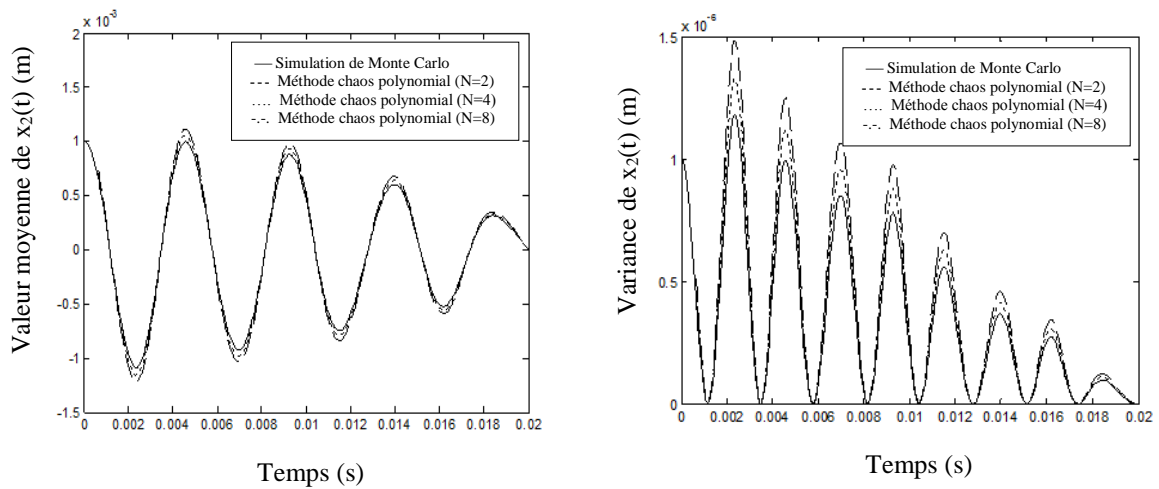 x 10⁻³
2
1.5
1
0.5
0
-0.5
-1
-1.5
0 0.002 0.004 0.006 0.008 0.01 0.012 0.014 0.016 0.018 0.02
Valeur moyenne de x₂(t) (m)
Temps (s)
Simulation de Monte Carlo
Méthode chaos polynomial (N=2)
Méthode chaos polynomial (N=4)
Méthode chaos polynomial (N=8)
x 10⁻⁶
1.5
1
0.5
0
0 0.002 0.004 0.006 0.008 0.01 0.012 0.014 0.016 0.018 0.02
Variance de x₂(t) (m)
Temps (s)
Simulation de Monte Carlo
Méthode chaos polynomial (N=2)
Méthode chaos polynomial (N=4)
Méthode chaos polynomial (N=8)